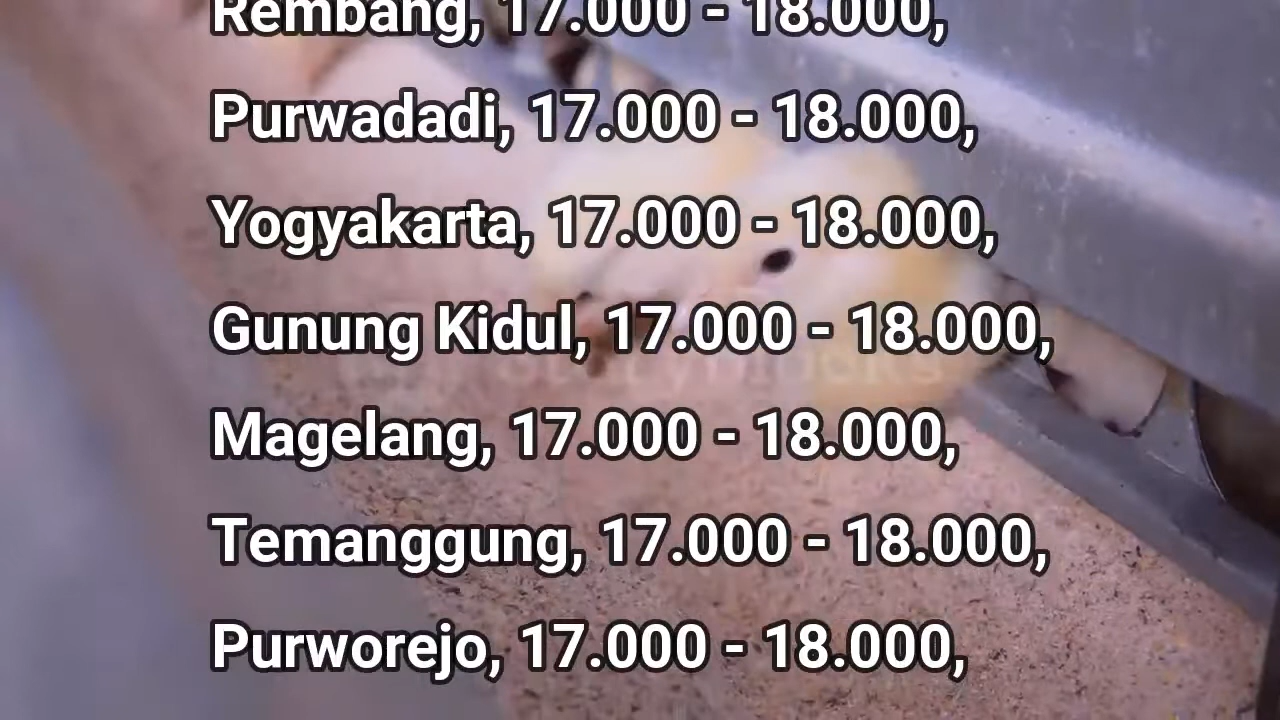 Rembang, 17.000 - 18.000,
Purwadadi, 17.000 - 18.000,
Yogyakarta, 17.000 - 18.000,
Gunung Kidul, 17.000 - 18.000,
Magelang, 17.000 - 18.000,
Temanggung, 17.000 - 18.000,
Purworejo, 17.000 - 18.000,